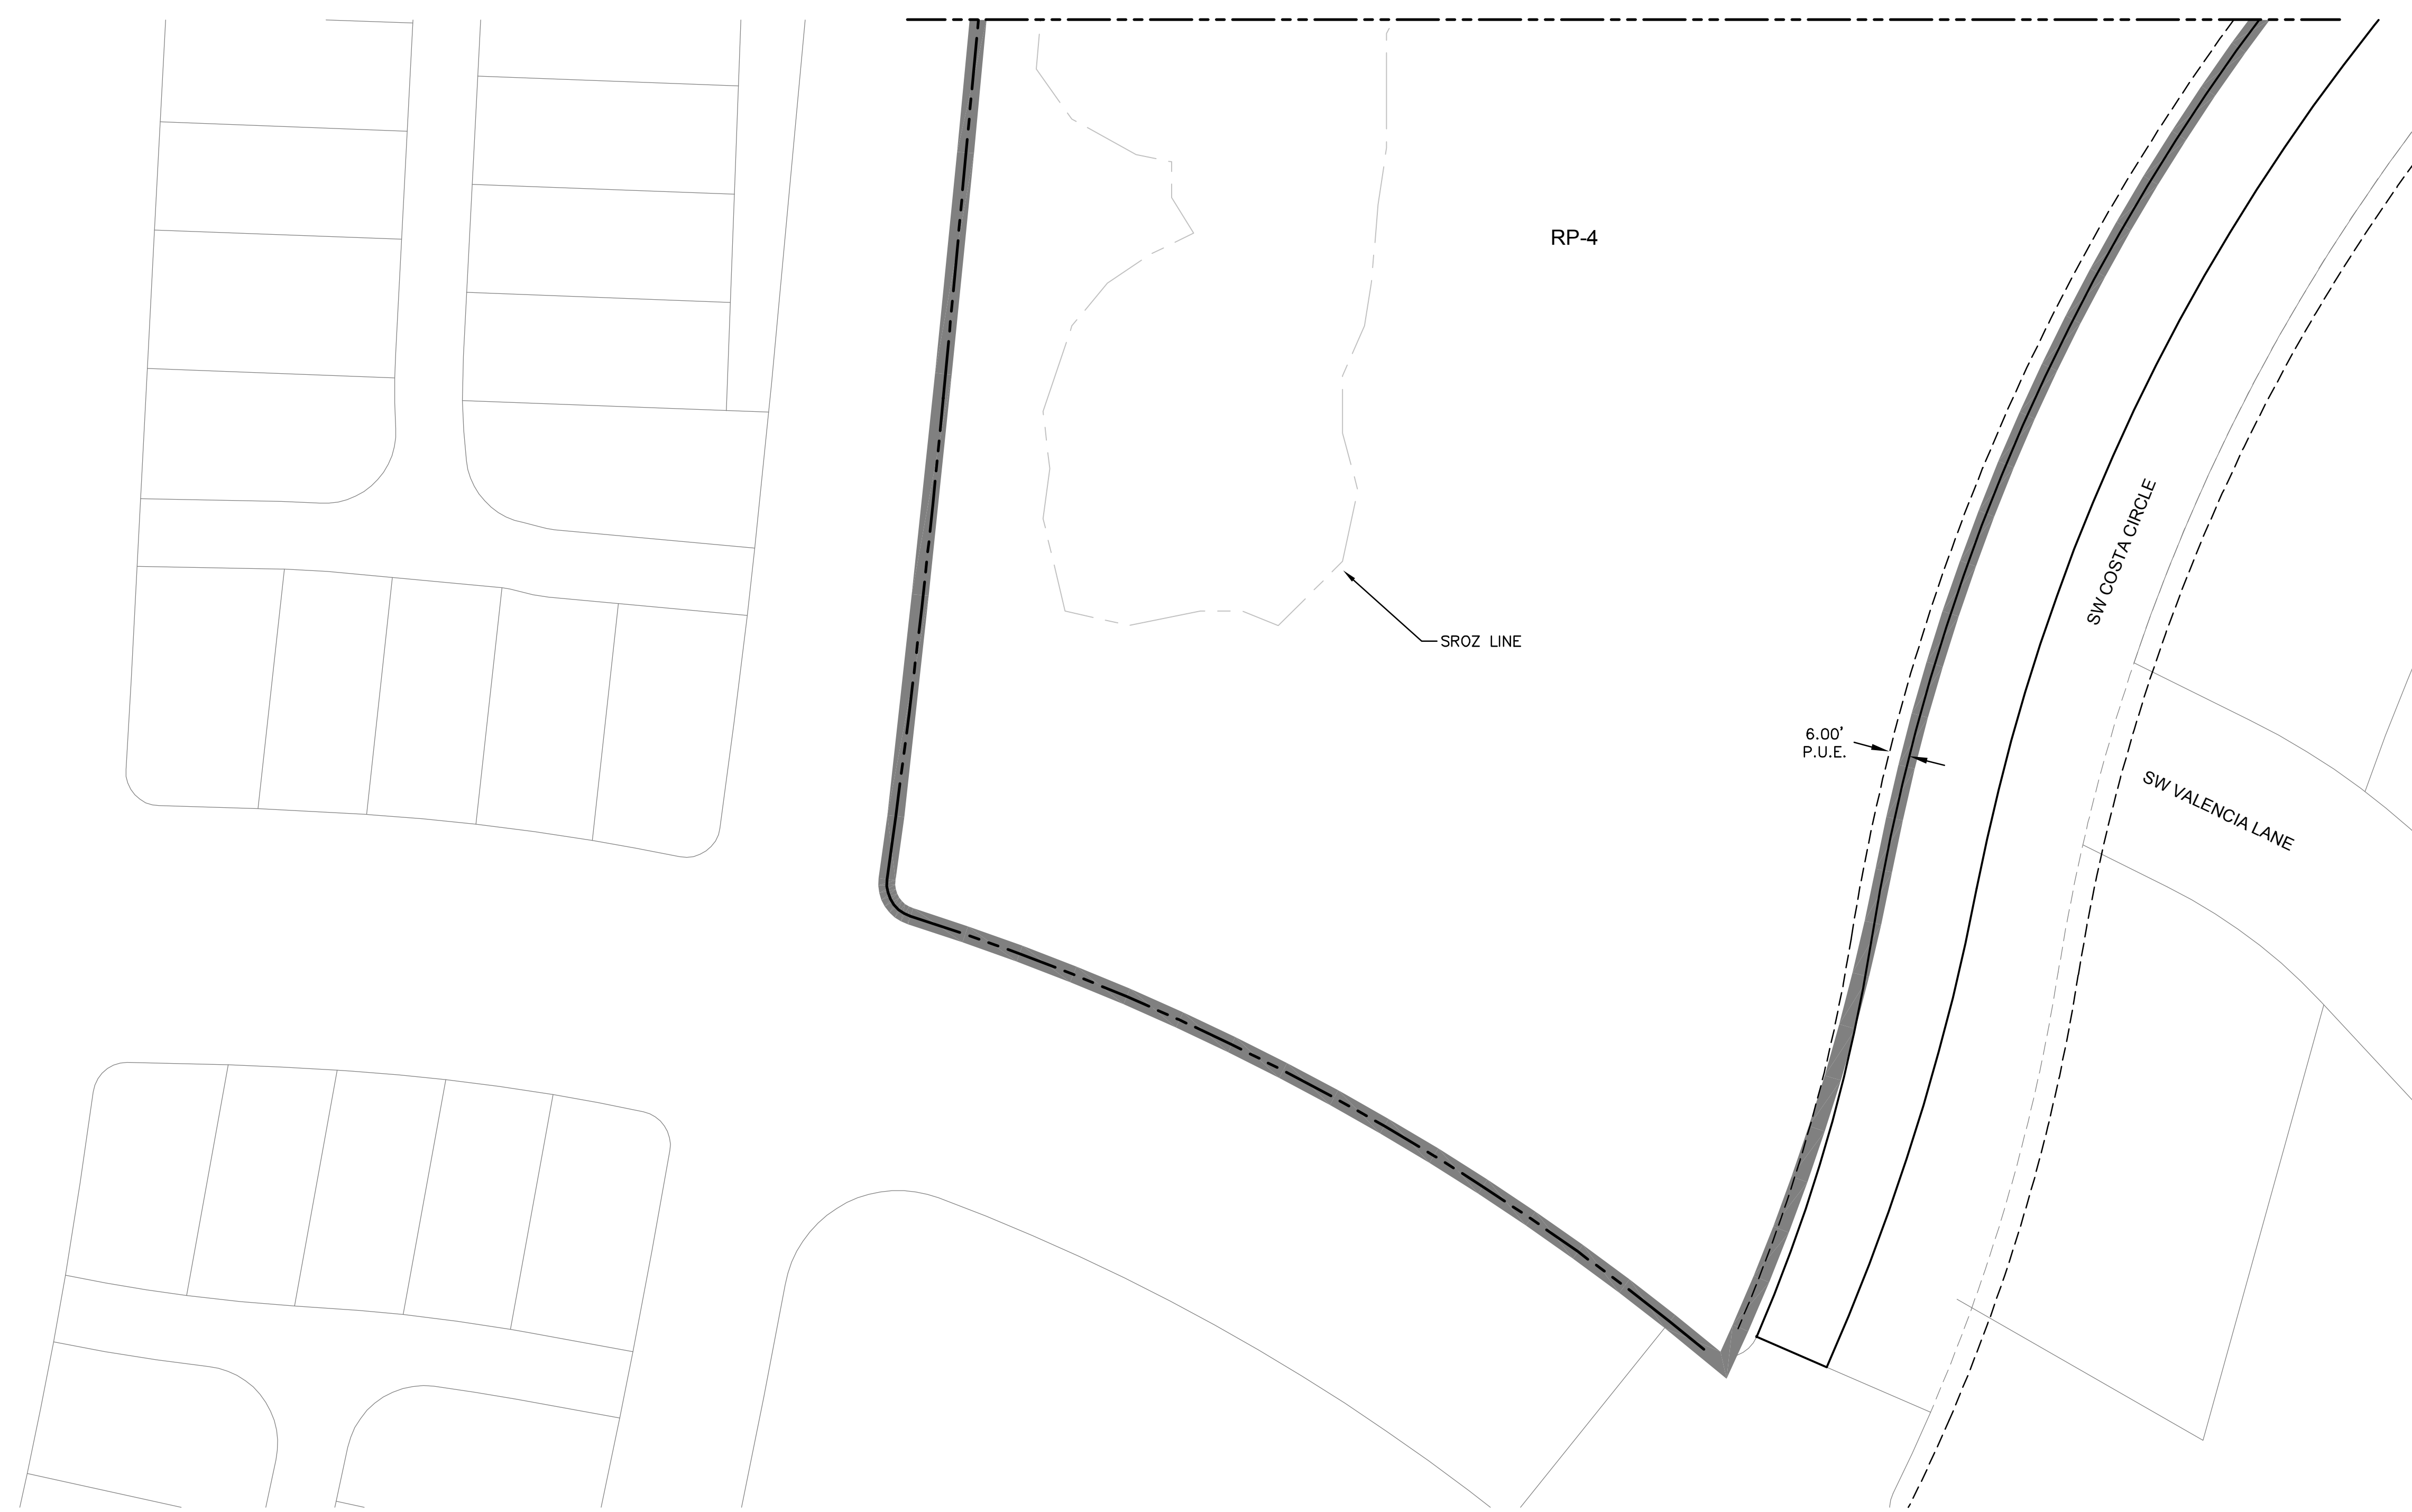 RP-4
SW COSTA CIRCLE
SROZ LINE
6.00'
P.U.E.
SW VALENCIA LANE